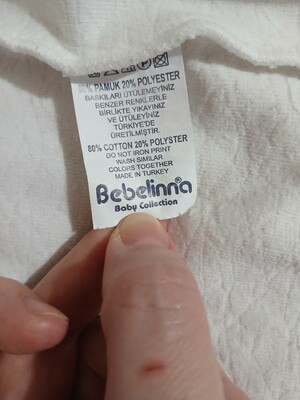 80% PAMUK 20% POLYESTER
BASKILARI ÜTÜLEMEYİNİZ
BENZER RENKLERLE
BİRLİKTE YIKAYINIZ
VE ÜTÜLEYİNİZ
TÜRKİYE'DE
ÜRETİLMİŞTİR.
80% COTTON 20% POLYSTER
DO NOT IRON PRINT
WASH SIMILAR
COLORS TOGETHER
MADE IN TURKEY
Bebelinna
Baby Collection